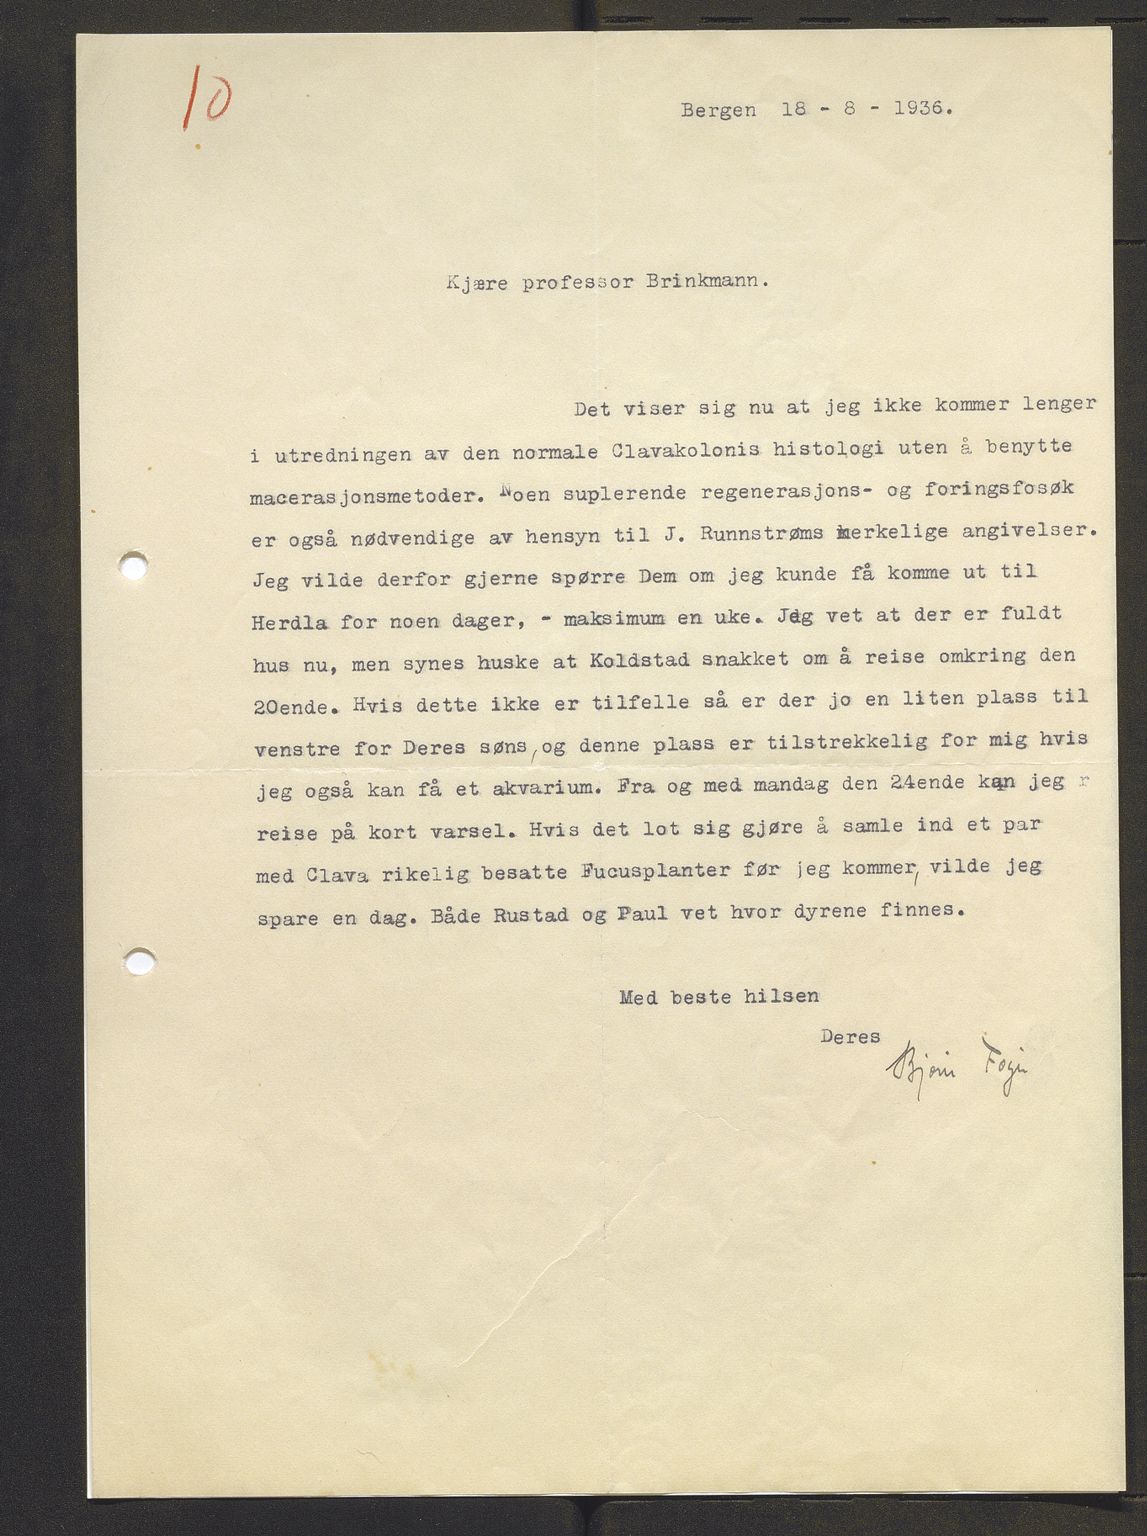 10
Bergen 18 - 8 - 1936.
Kjære professor Brinkmann.
Det viser sig nu at jeg ikke kommer lenger
i utredningen av den normale Clavakolonis histologi uten å benytte
macerasjonsmetoder. Noen suplerende regenerasjons- og foringsfosøk
er også nødvendige av hensyn til J. Runnstrøms merkelige angivelser.
Jeg vilde derfor gjerne spørre Dem om jeg kunde få komme ut til
Herdla for noen dager, - maksimum en uke. Jeg vet at der er fuldt
hus nu, men synes huske at Koldstad snakket om å reise omkring den
20ende. Hvis dette ikke er tilfelle så er der jo en liten plass til
venstre for Deres søns, og denne plass er tilstrekkelig for mig hvis
jeg også kan få et akvarium. Fra og med mandag den 24ende kan jeg r
reise på kort varsel. Hvis det lot sig gjøre å samle ind et par
med Clava rikelig besatte Fucusplanter før jeg kommer, vilde jeg
spare en dag. Både Rustad og Paul vet hvor dyrene finnes.
Med beste hilsen
Deres
Bjørn Føyn